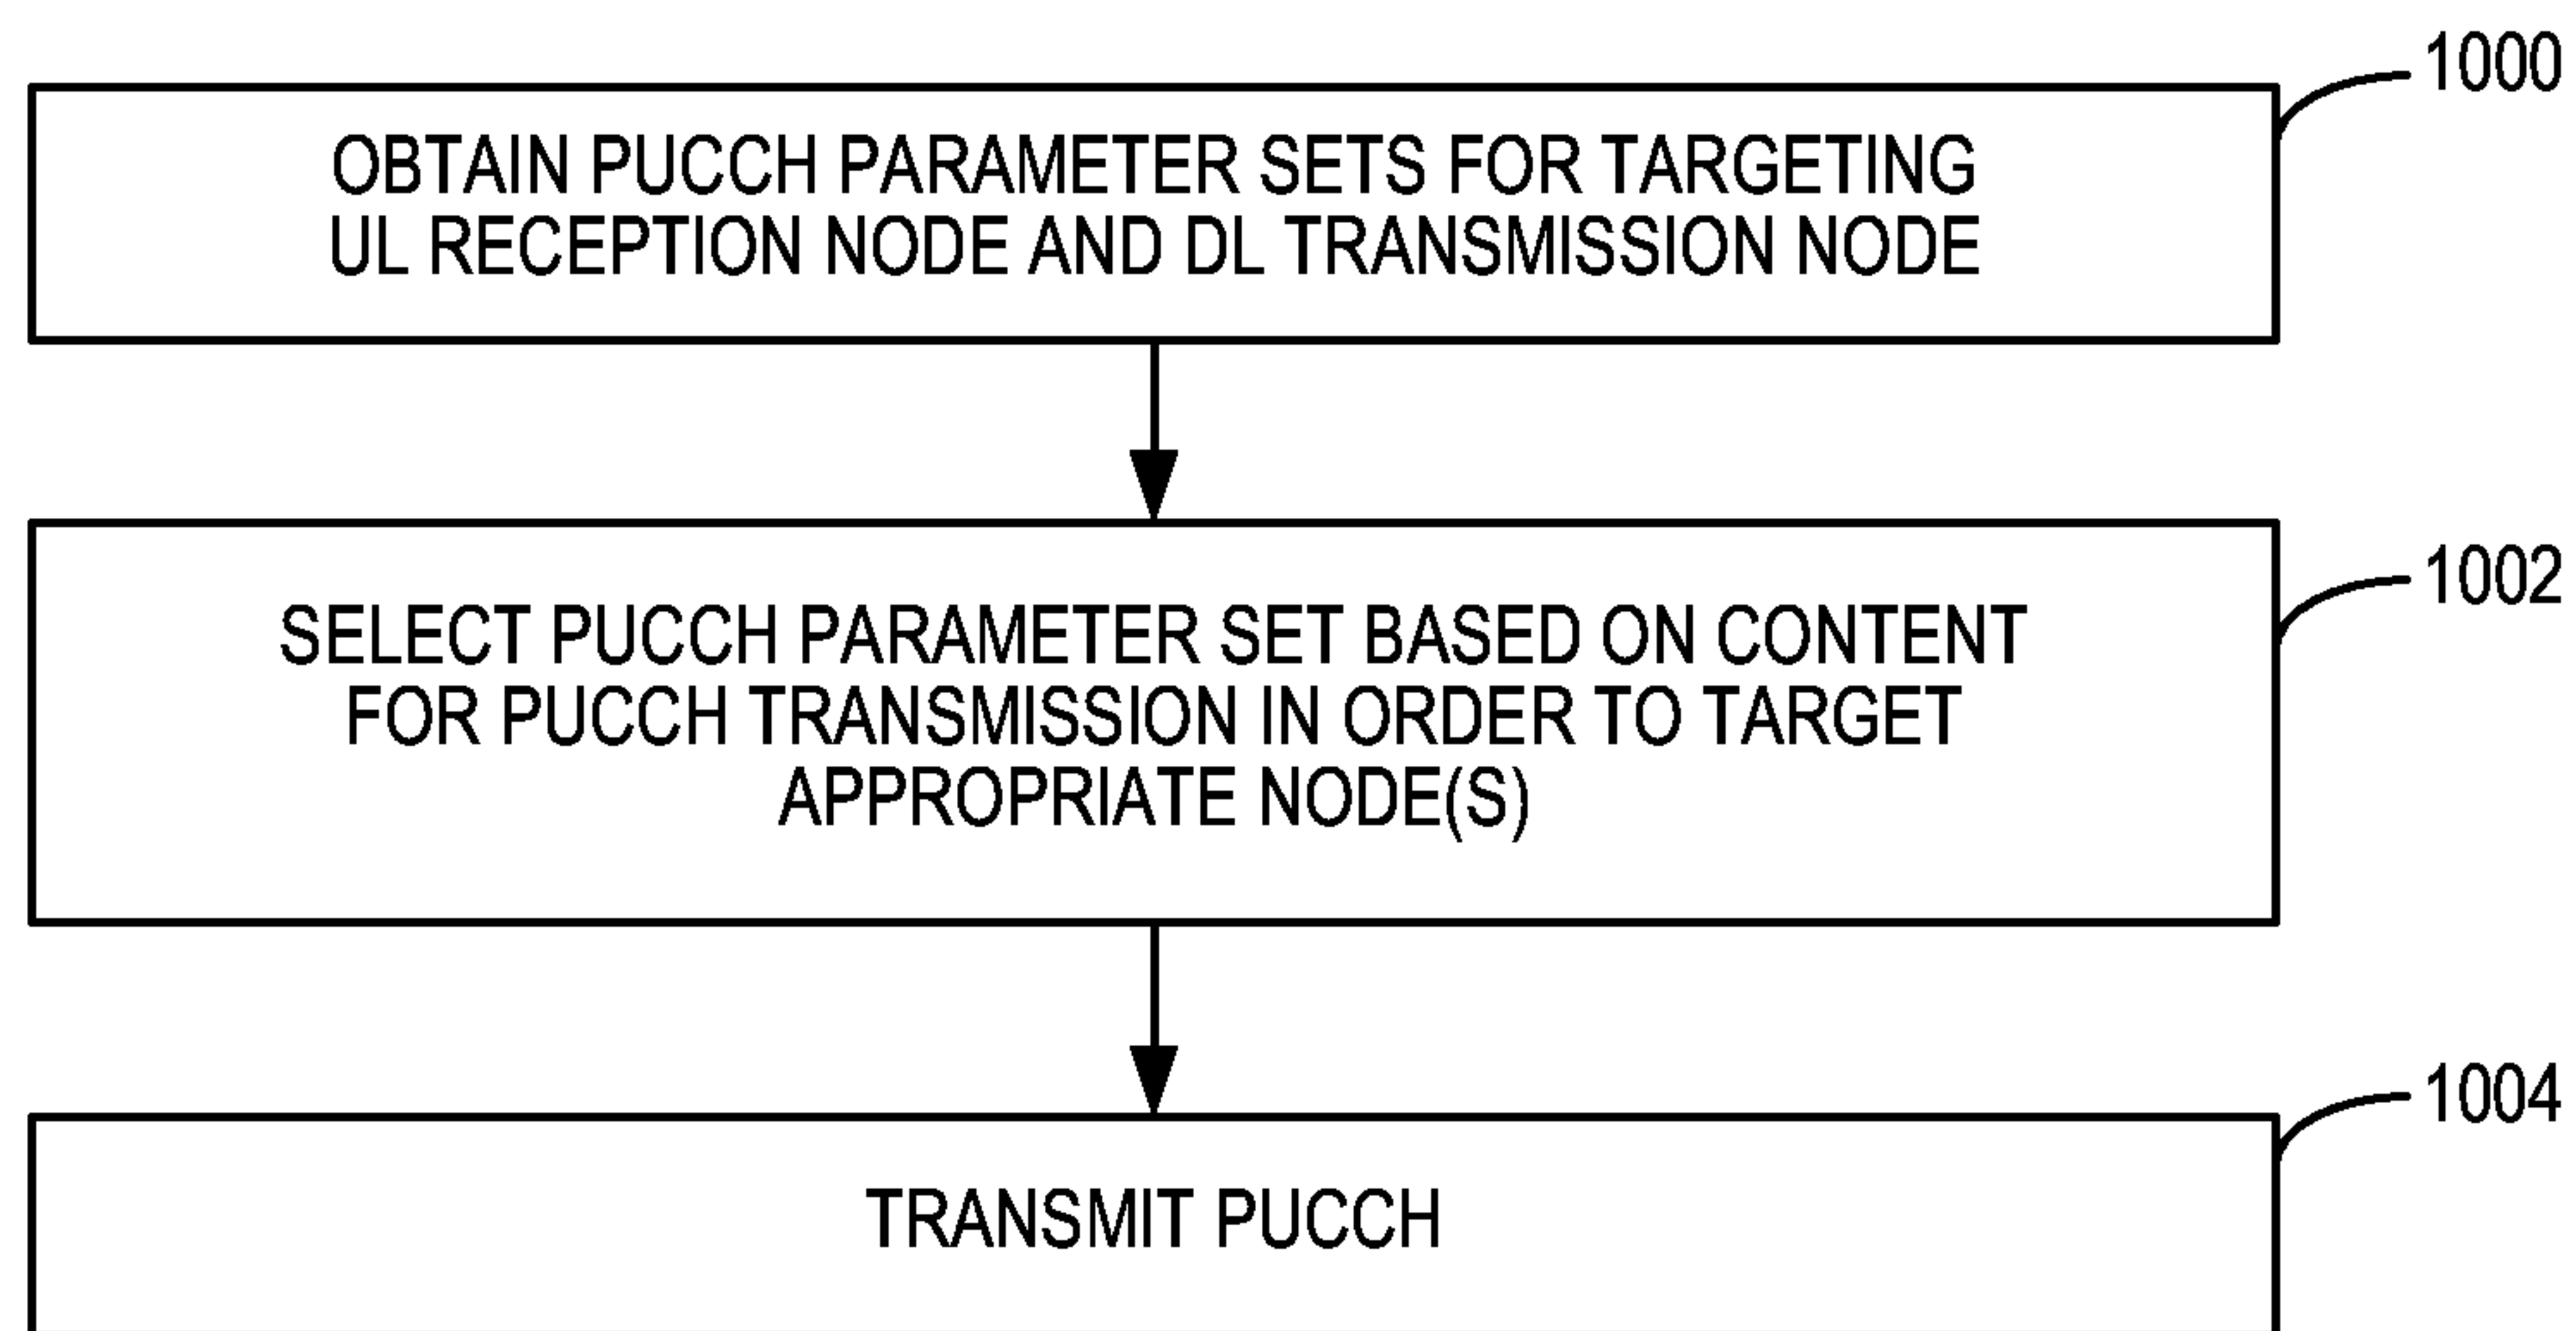 1000
OBTAIN PUCCH PARAMETER SETS FOR TARGETING
UL RECEPTION NODE AND DL TRANSMISSION NODE
1002
SELECT PUCCH PARAMETER SET BASED ON CONTENT
FOR PUCCH TRANSMISSION IN ORDER TO TARGET
APPROPRIATE NODE(S)
1004
TRANSMIT PUCCH